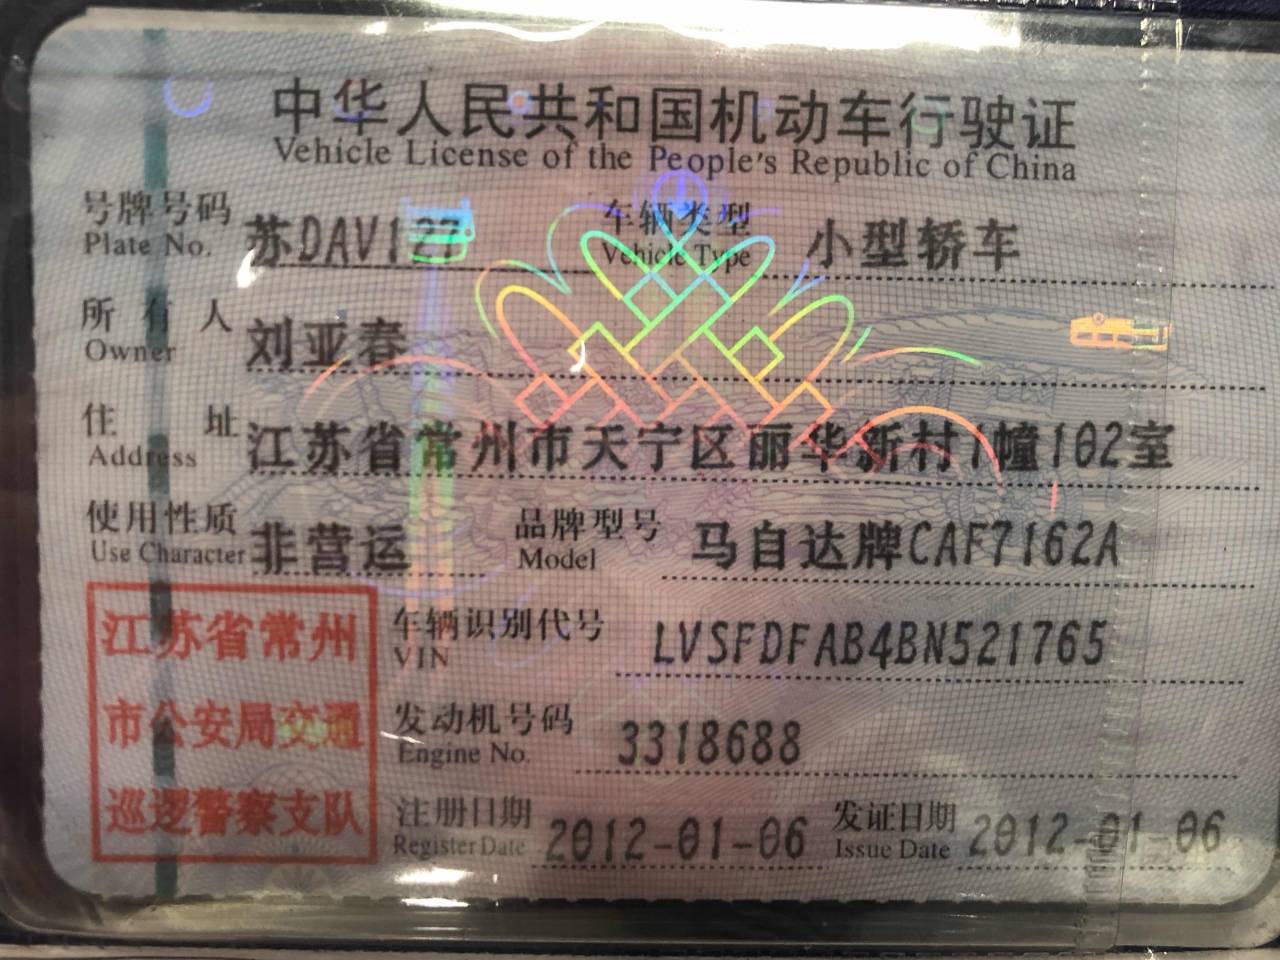 中华人民共和国机动车行驶证
Vehicle License of the People's Republic of China
号牌号码 苏DAV127 车辆类型 小型轿车
Plate No. Vehicle Type
所有人 刘亚春
Owner
住址 江苏省常州市天宁区丽华新村1幢102室
Address
使用性质 非营运 品牌型号 马自达牌CAF7162A
Use Character Model
江苏省常州
市公安局交通
巡逻警察支队
车辆识别代号 LVSFDFAB4BN521765
VIN
发动机号码 3318688
Engine No.
注册日期 2012-01-06 发证日期 2012-01-06
Register Date Issue Date